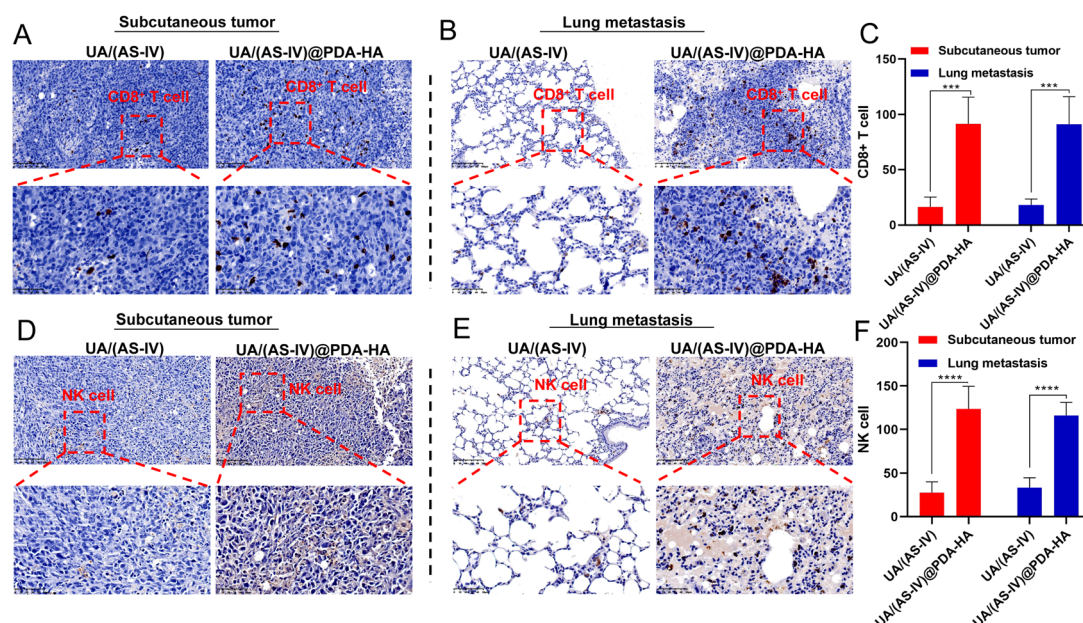 A
Subcutaneous tumor
UA/(AS-IV) UA/(AS-IV)@PDA-HA
CD8⁺ T cell CD8⁺ T cell
B
Lung metastasis
UA/(AS-IV) UA/(AS-IV)@PDA-HA
CD8⁺ T cell CD8⁺ T cell
C
Subcutaneous tumor
Lung metastasis
CD8+ T cell
150
100
50
0
*** ***
UA/(AS-IV)
UA/(AS-IV)@PDA-HA
UA/(AS-IV)
UA/(AS-IV)@PDA-HA
D
Subcutaneous tumor
UA/(AS-IV) UA/(AS-IV)@PDA-HA
NK cell NK cell
E
Lung metastasis
UA/(AS-IV) UA/(AS-IV)@PDA-HA
NK cell NK cell
F
Subcutaneous tumor
Lung metastasis
NK cell
200
150
100
50
0
**** ****
UA/(AS-IV)
UA/(AS-IV)@PDA-HA
UA/(AS-IV)
UA/(AS-IV)@PDA-HA